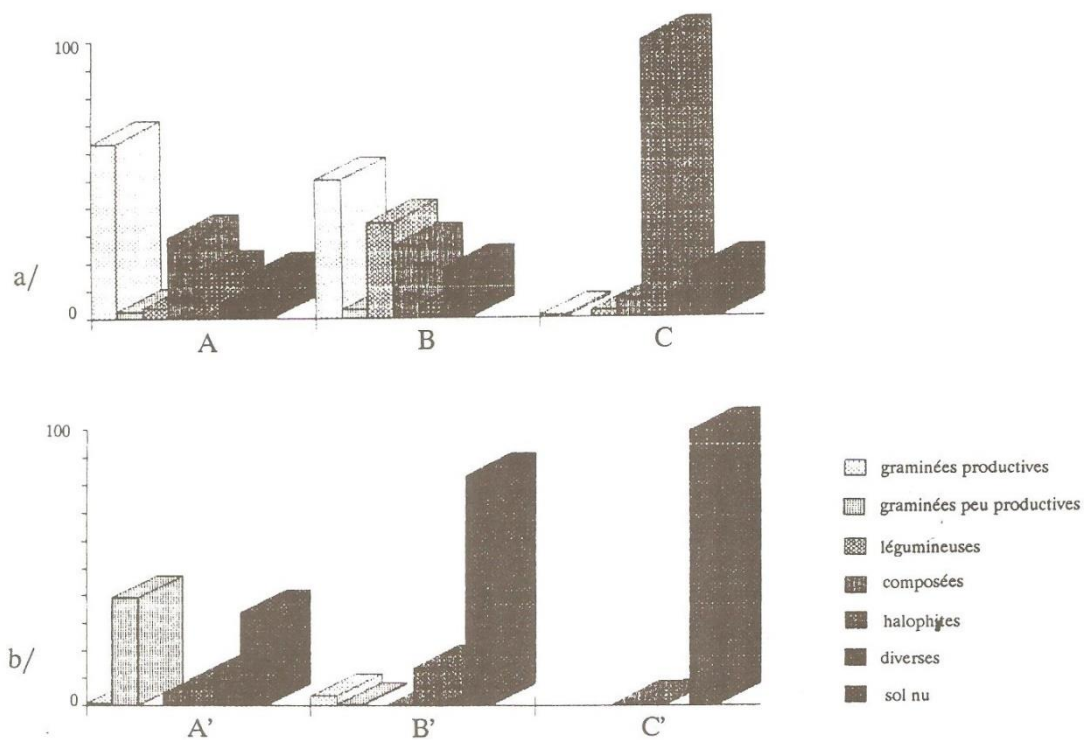 100
a/
0
A
B
C
100
b/
0
A'
B'
C'
graminées productives
graminées peu productives
légumineuses
composées
halophytes
diverses
sol nu